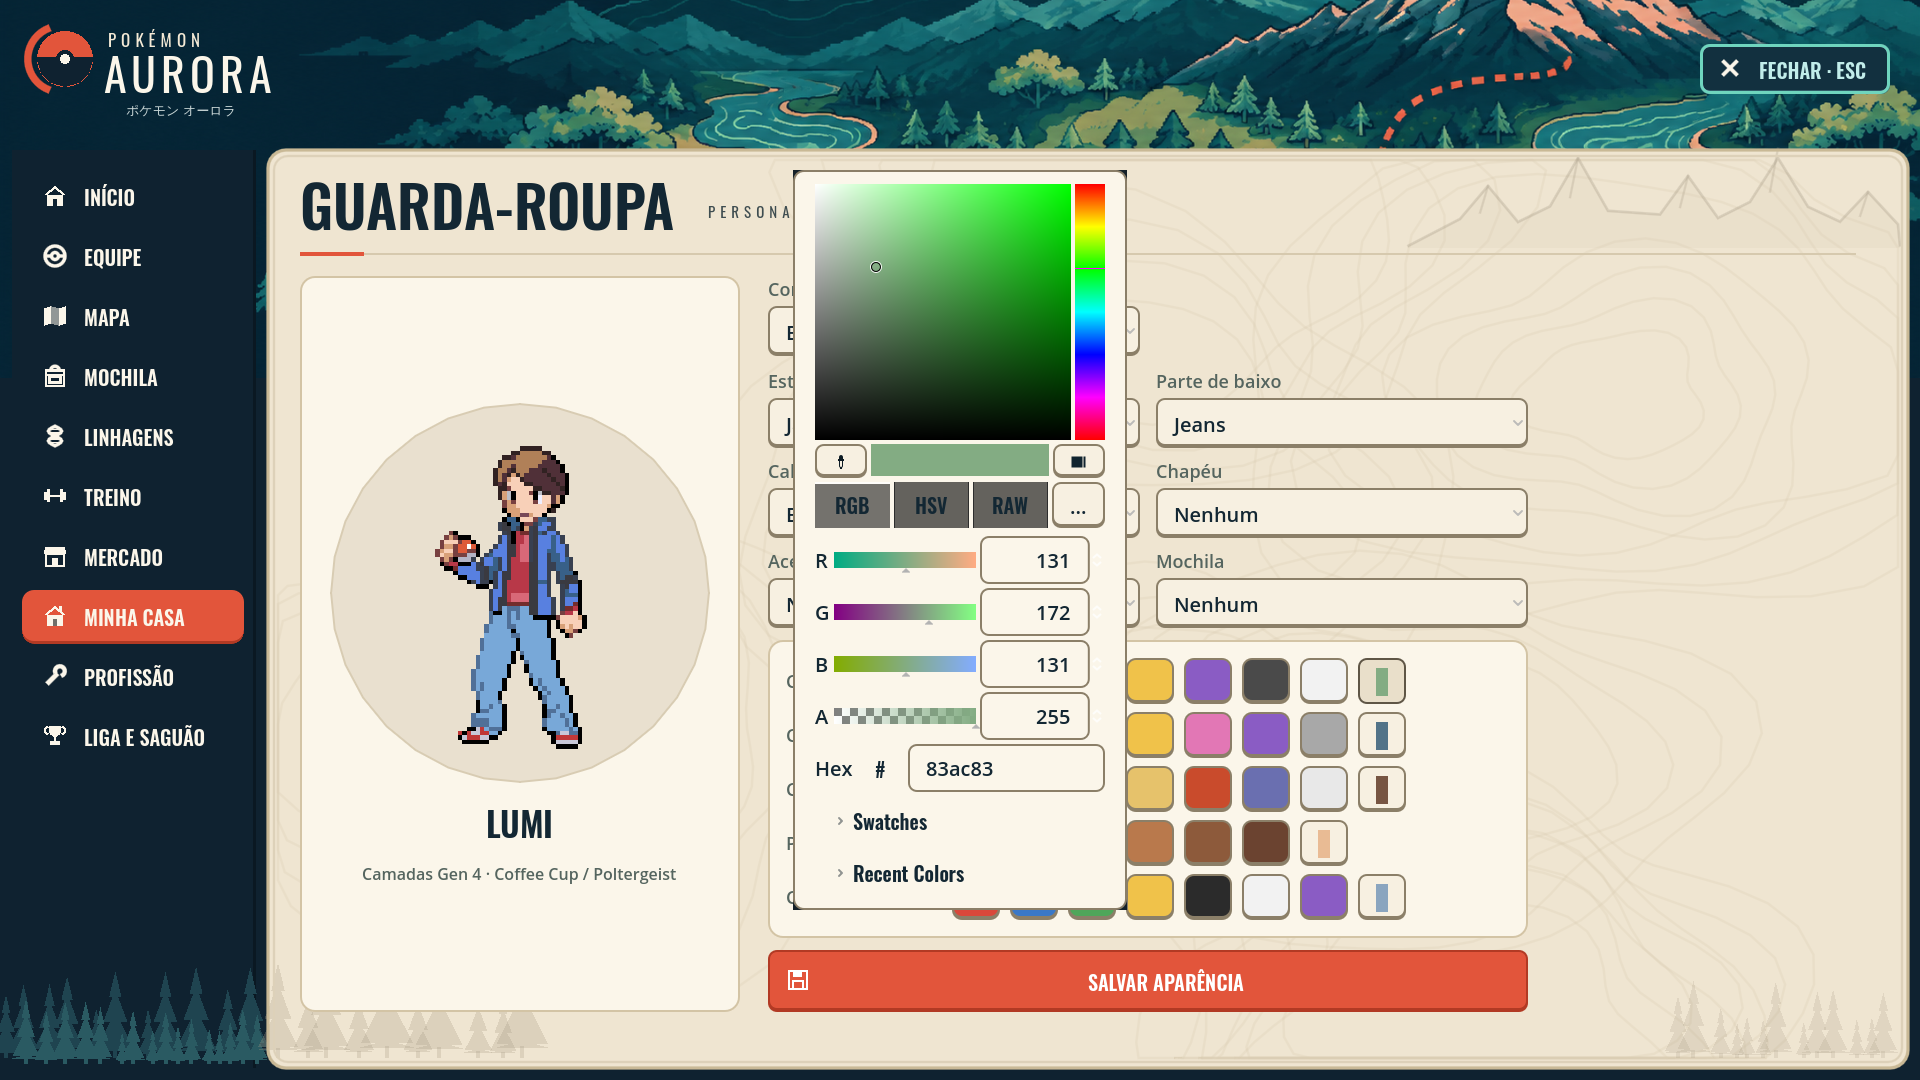 POKÉMON
AURORA
ポケモン オーロラ
FECHAR · ESC
INÍCIO
EQUIPE
MAPA
MOCHILA
LINHAGENS
TREINO
MERCADO
MINHA CASA
PROFISSÃO
LIGA E SAGUÃO
GUARDA-ROUPA
PERSONA
LUMI
Camadas Gen 4 · Coffee Cup / Poltergeist
Parte de baixo
Jeans
Chapéu
Nenhum
Mochila
Nenhum
RGB
HSV
RAW
...
R
131
G
172
B
131
A
255
Hex # 83ac83
Swatches
Recent Colors
SALVAR APARÊNCIA